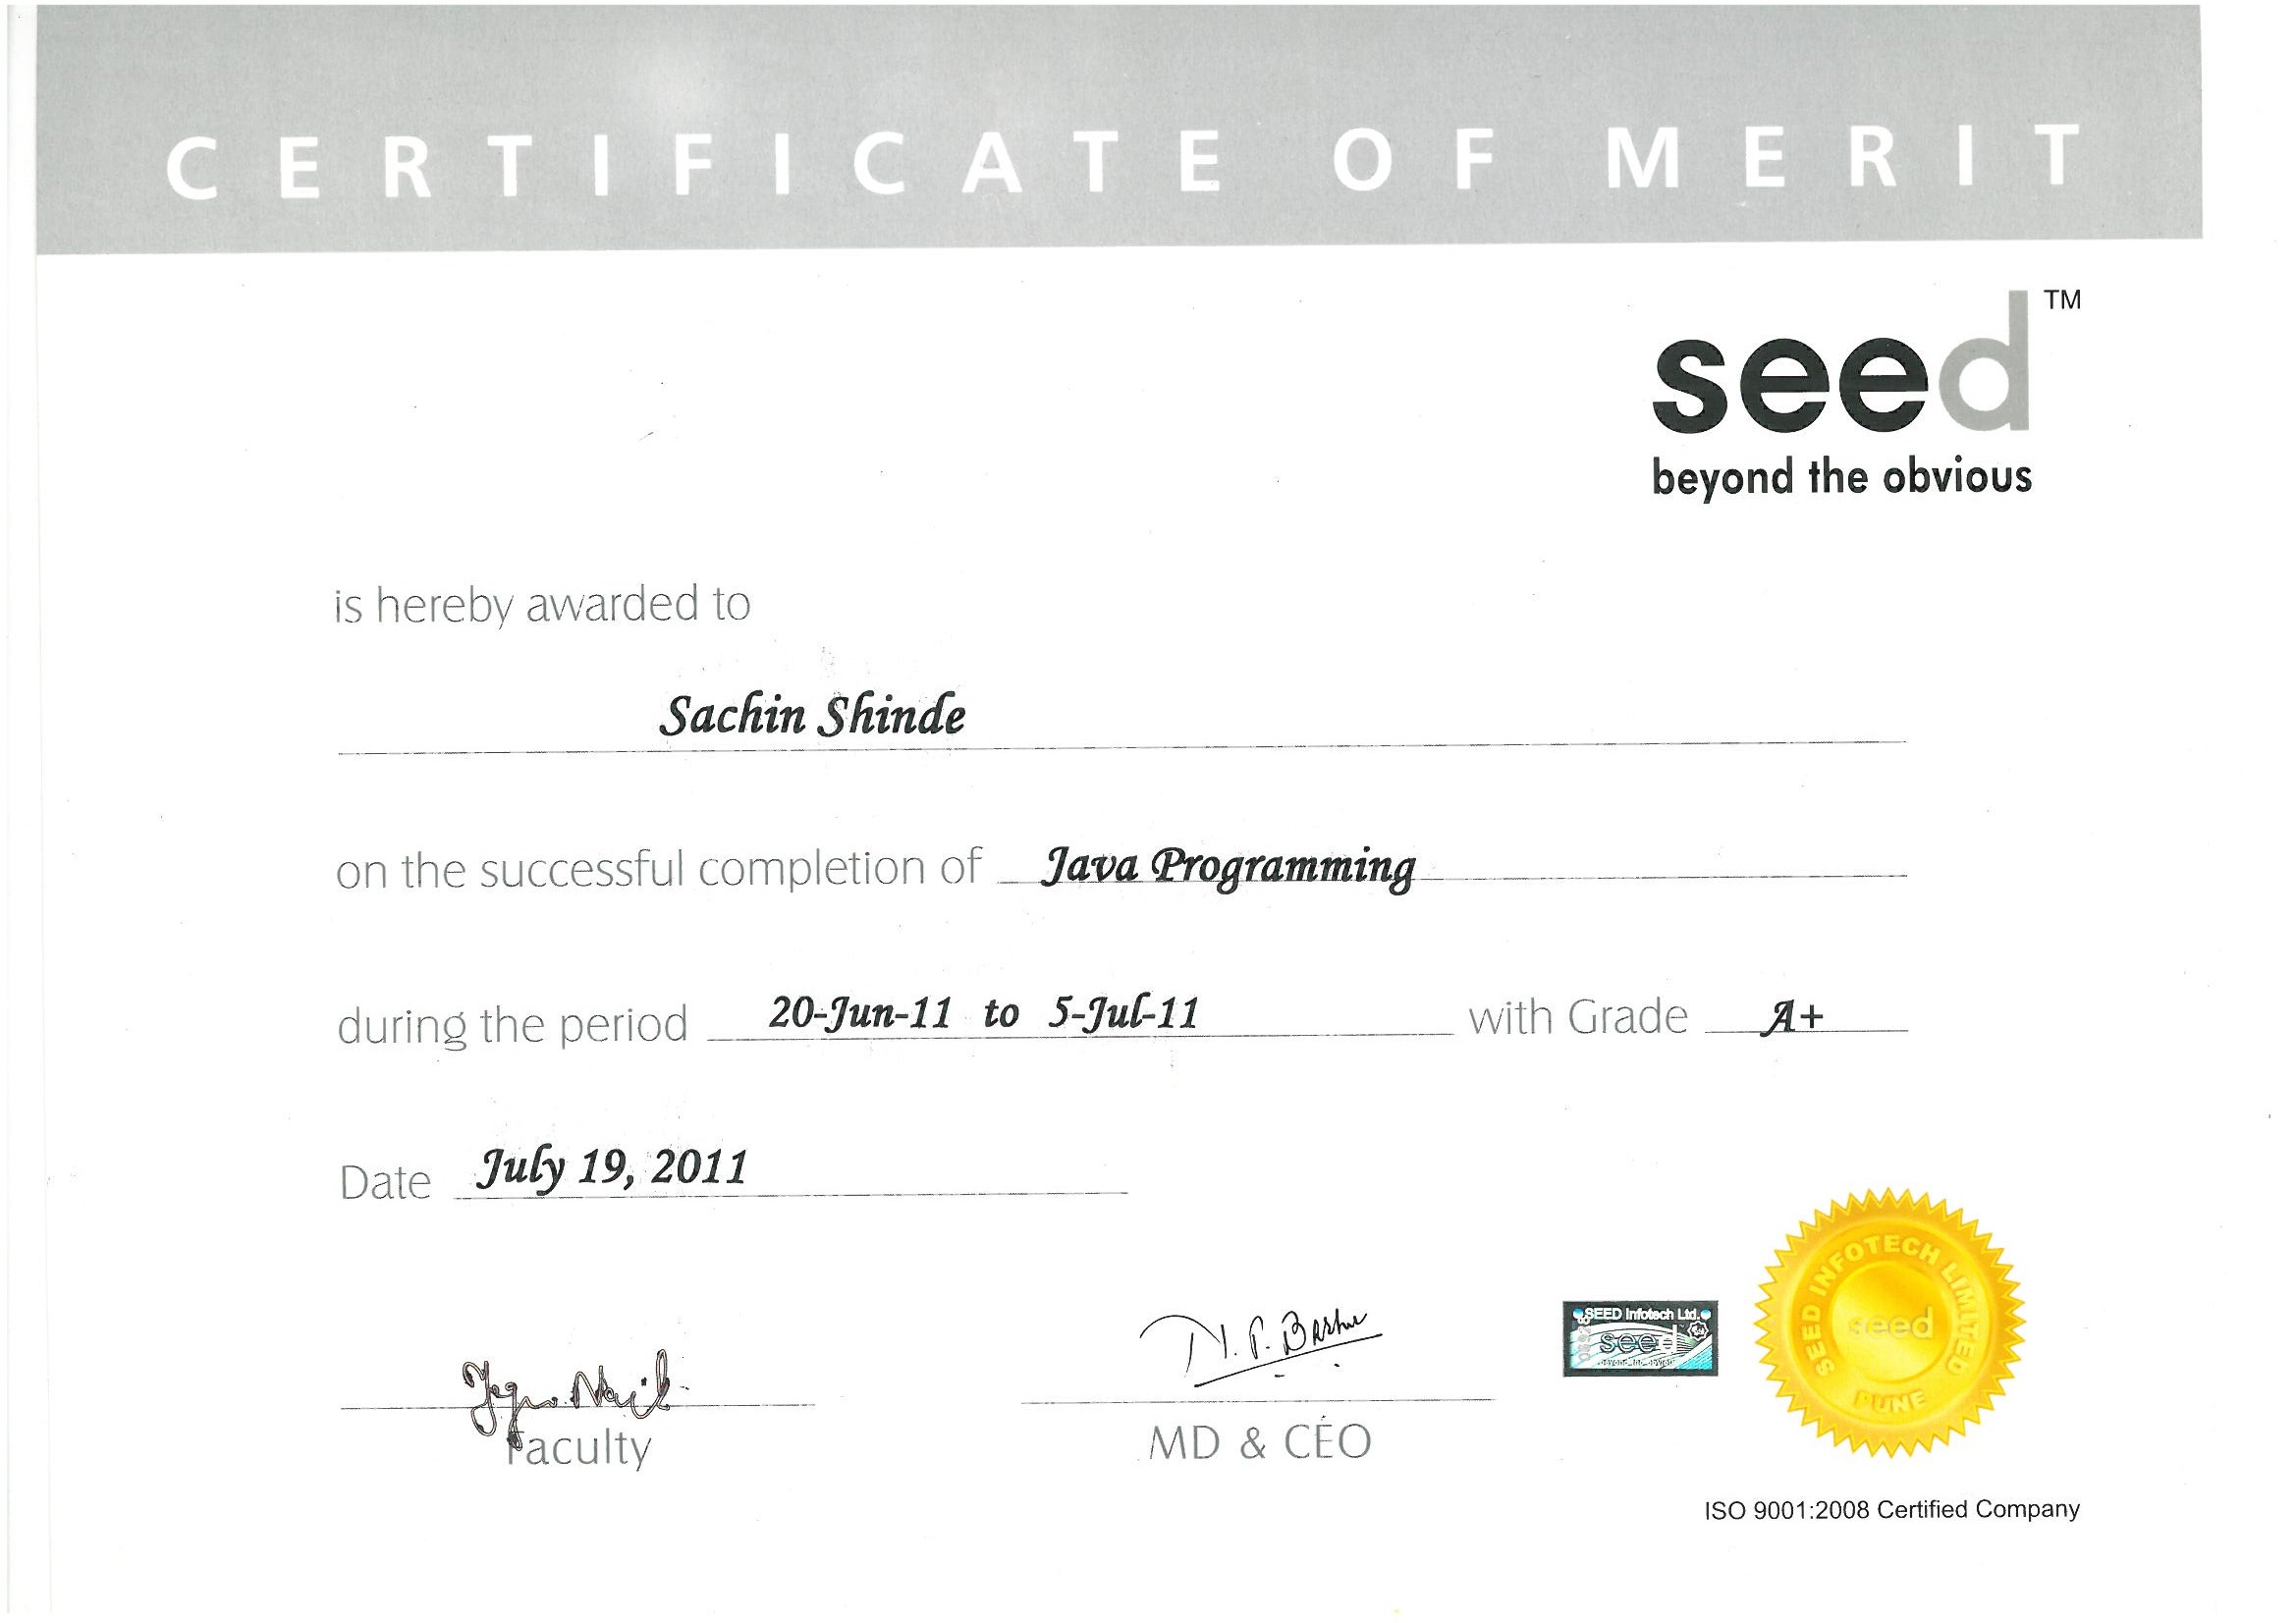 CERTIFICATE OF MERIT
seed™
beyond the obvious
is hereby awarded to
Sachin Shinde
on the successful completion of Java Programming
during the period 20-Jun-11 to 5-Jul-11 with Grade A+
Date July 19, 2011
Faculty
MD & CEO
SEED Infotech Ltd.
seed
SEED INFOTECH LIMITED
seed
PUNE
ISO 9001:2008 Certified Company